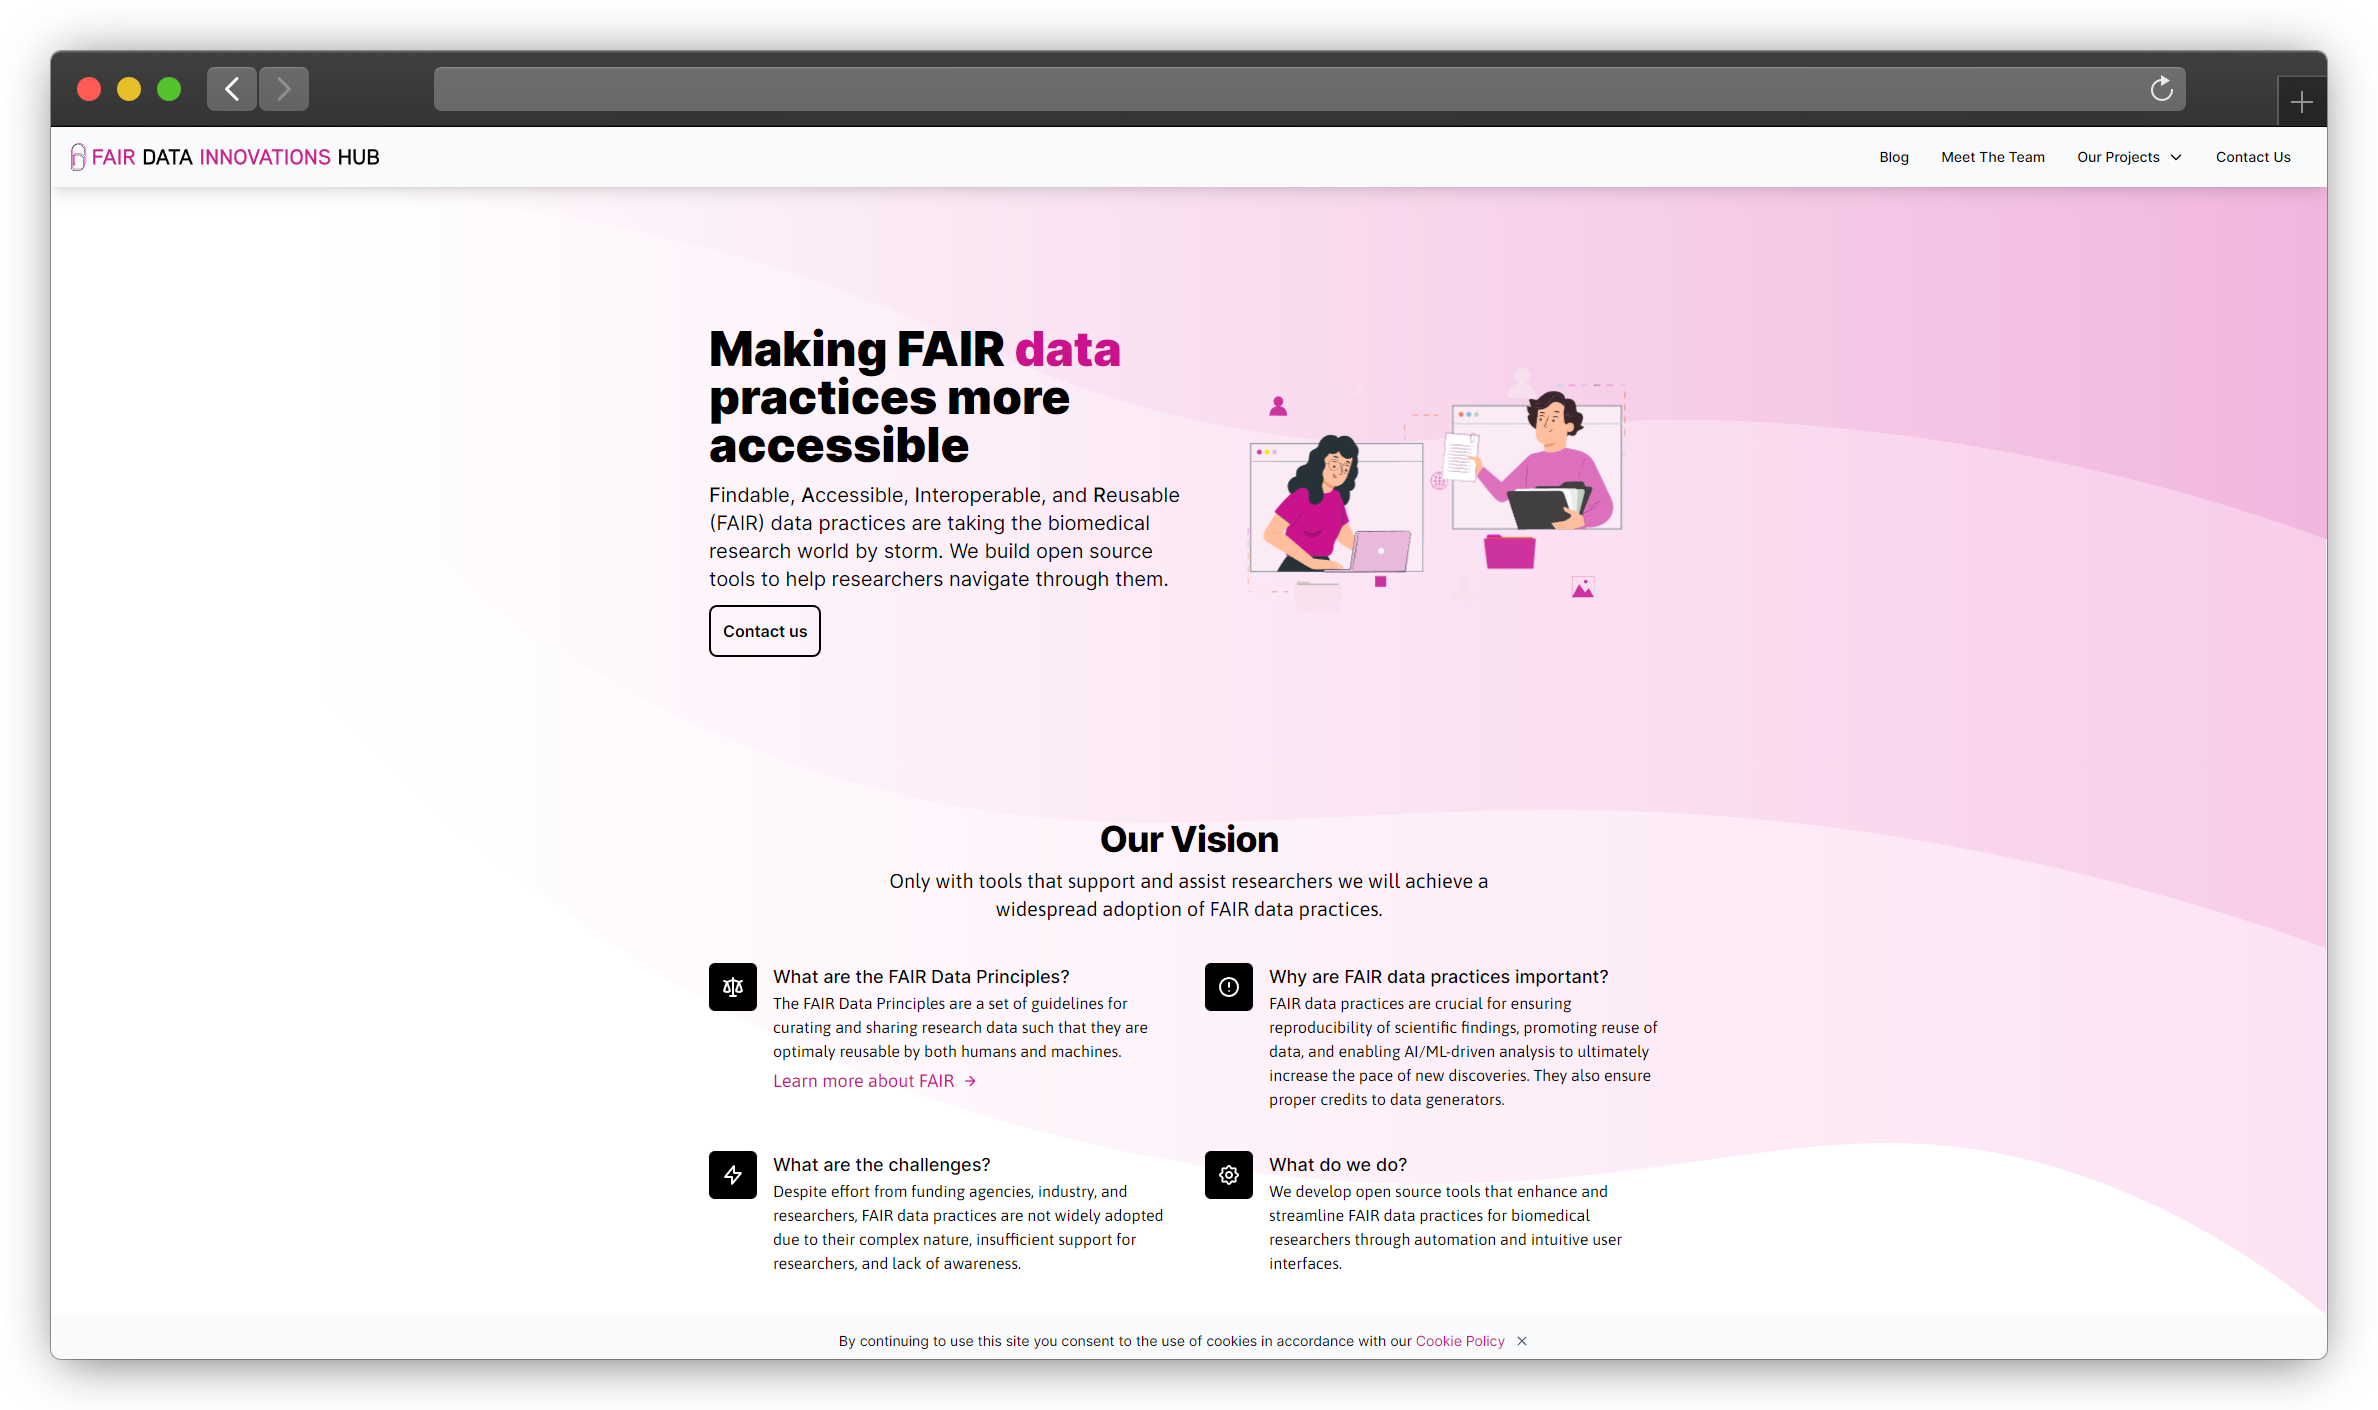 FAIR DATA INNOVATIONS HUB
Blog
Meet The Team
Our Projects
Contact Us
Making FAIR data
practices more
accessible
Findable, Accessible, Interoperable, and Reusable
(FAIR) data practices are taking the biomedical
research world by storm. We build open source
tools to help researchers navigate through them.
Contact us
Our Vision
Only with tools that support and assist researchers we will achieve a
widespread adoption of FAIR data practices.
What are the FAIR Data Principles?
The FAIR Data Principles are a set of guidelines for
curating and sharing research data such that they are
optimaly reusable by both humans and machines.
Learn more about FAIR →
Why are FAIR data practices important?
FAIR data practices are crucial for ensuring
reproducibility of scientific findings, promoting reuse of
data, and enabling AI/ML-driven analysis to ultimately
increase the pace of new discoveries. They also ensure
proper credits to data generators.
What are the challenges?
Despite effort from funding agencies, industry, and
researchers, FAIR data practices are not widely adopted
due to their complex nature, insufficient support for
researchers, and lack of awareness.
What do we do?
We develop open source tools that enhance and
streamline FAIR data practices for biomedical
researchers through automation and intuitive user
interfaces.
By continuing to use this site you consent to the use of cookies in accordance with our Cookie Policy